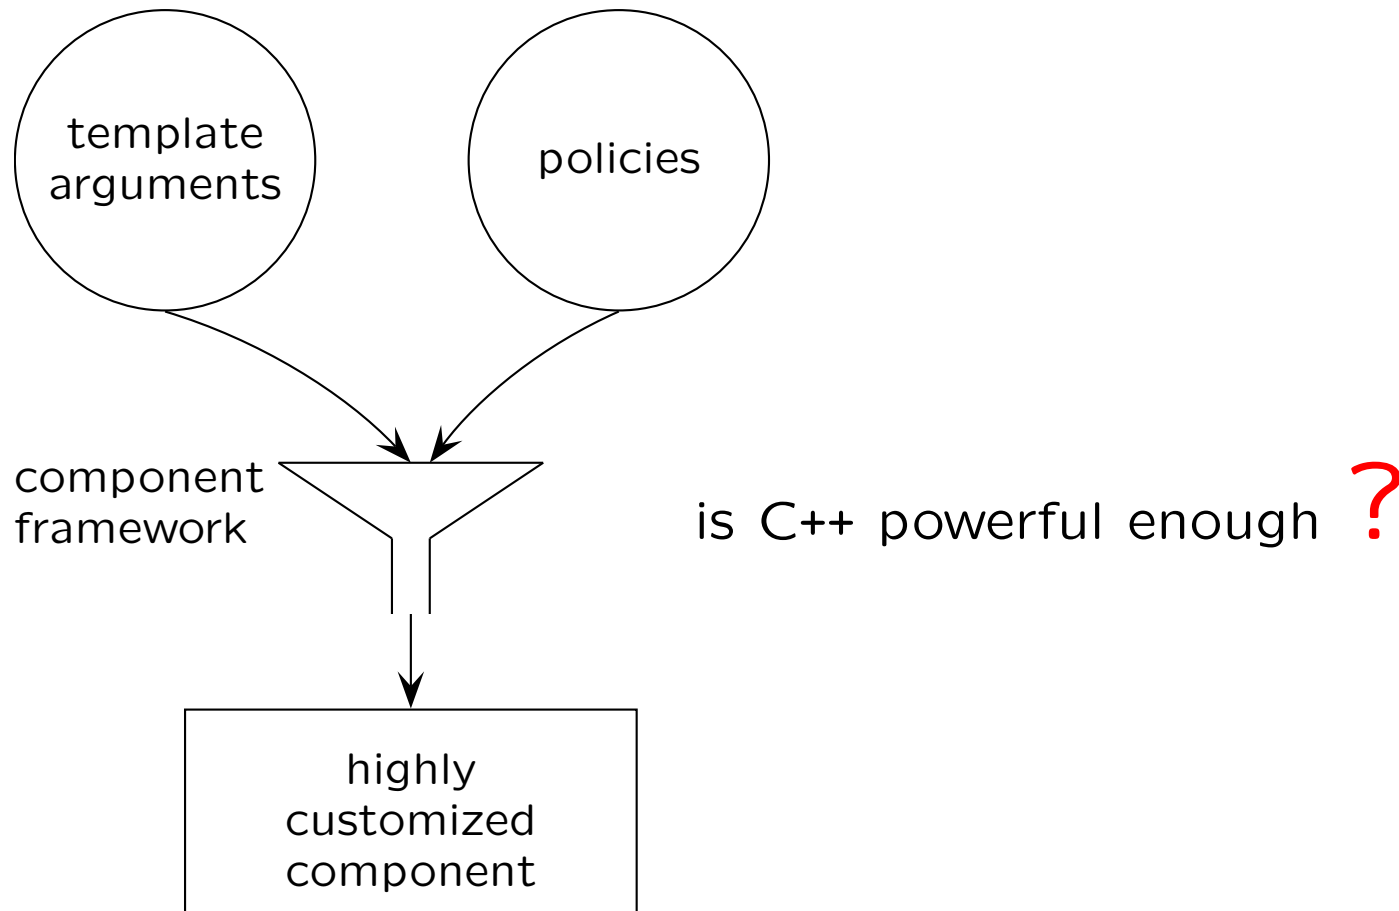 template
arguments
policies
component
framework
is C++ powerful enough ?
highly
customized
component